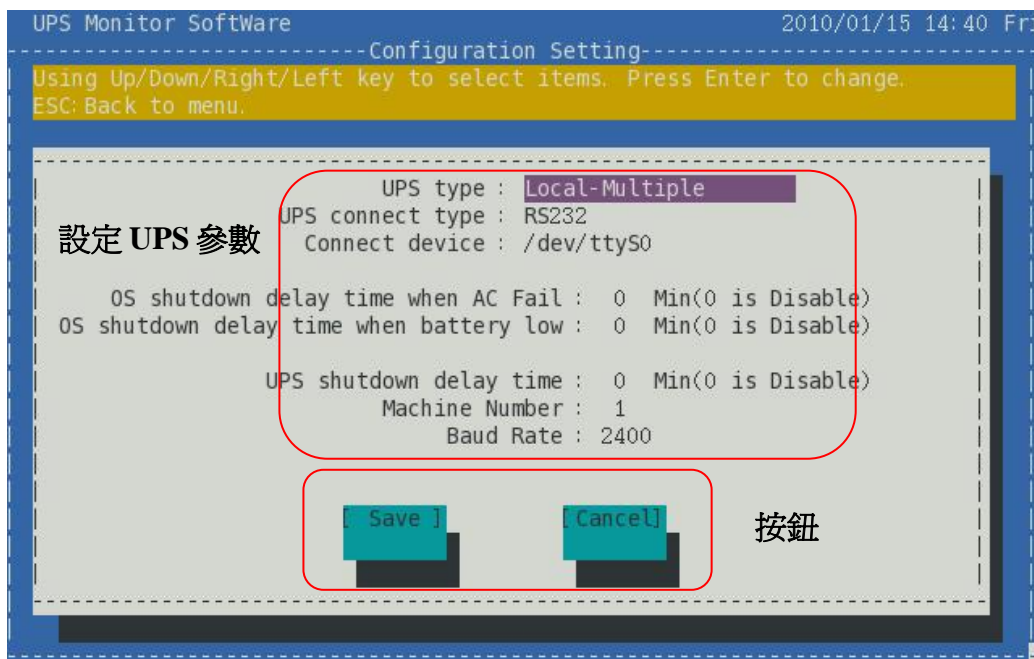 UPS Monitor SoftWare 2010/01/15 14:40 Fri
Configuration Setting
Using Up/Down/Right/Left key to select items. Press Enter to change.
ESC: Back to menu.
UPS type : Local-Multiple
UPS connect type : RS232
設定 UPS 參數
Connect device : /dev/ttyS0
OS shutdown delay time when AC Fail : 0 Min(0 is Disable)
OS shutdown delay time when battery low : 0 Min(0 is Disable)
UPS shutdown delay time : 0 Min(0 is Disable)
Machine Number : 1
Baud Rate : 2400
[ Save ] [Cancel]
按鈕